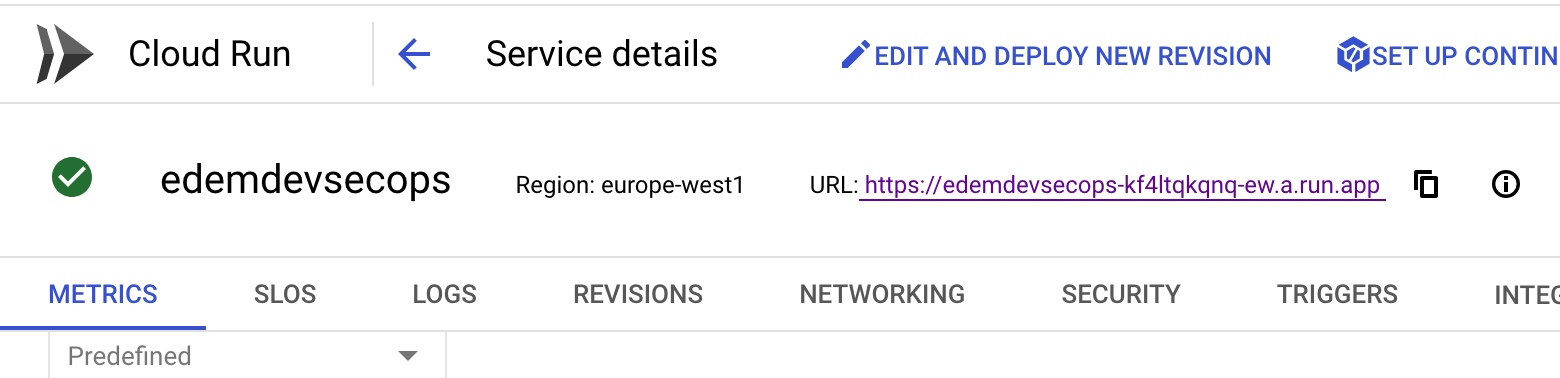 Cloud Run Service details EDIT AND DEPLOY NEW REVISION SET UP CONTIN
edemdevsecops Region: europe-west1 URL: https://edemdevsecops-kf4ltqkqnq-ew.a.run.app
METRICS SLOS LOGS REVISIONS NETWORKING SECURITY TRIGGERS INTEG
Predefined